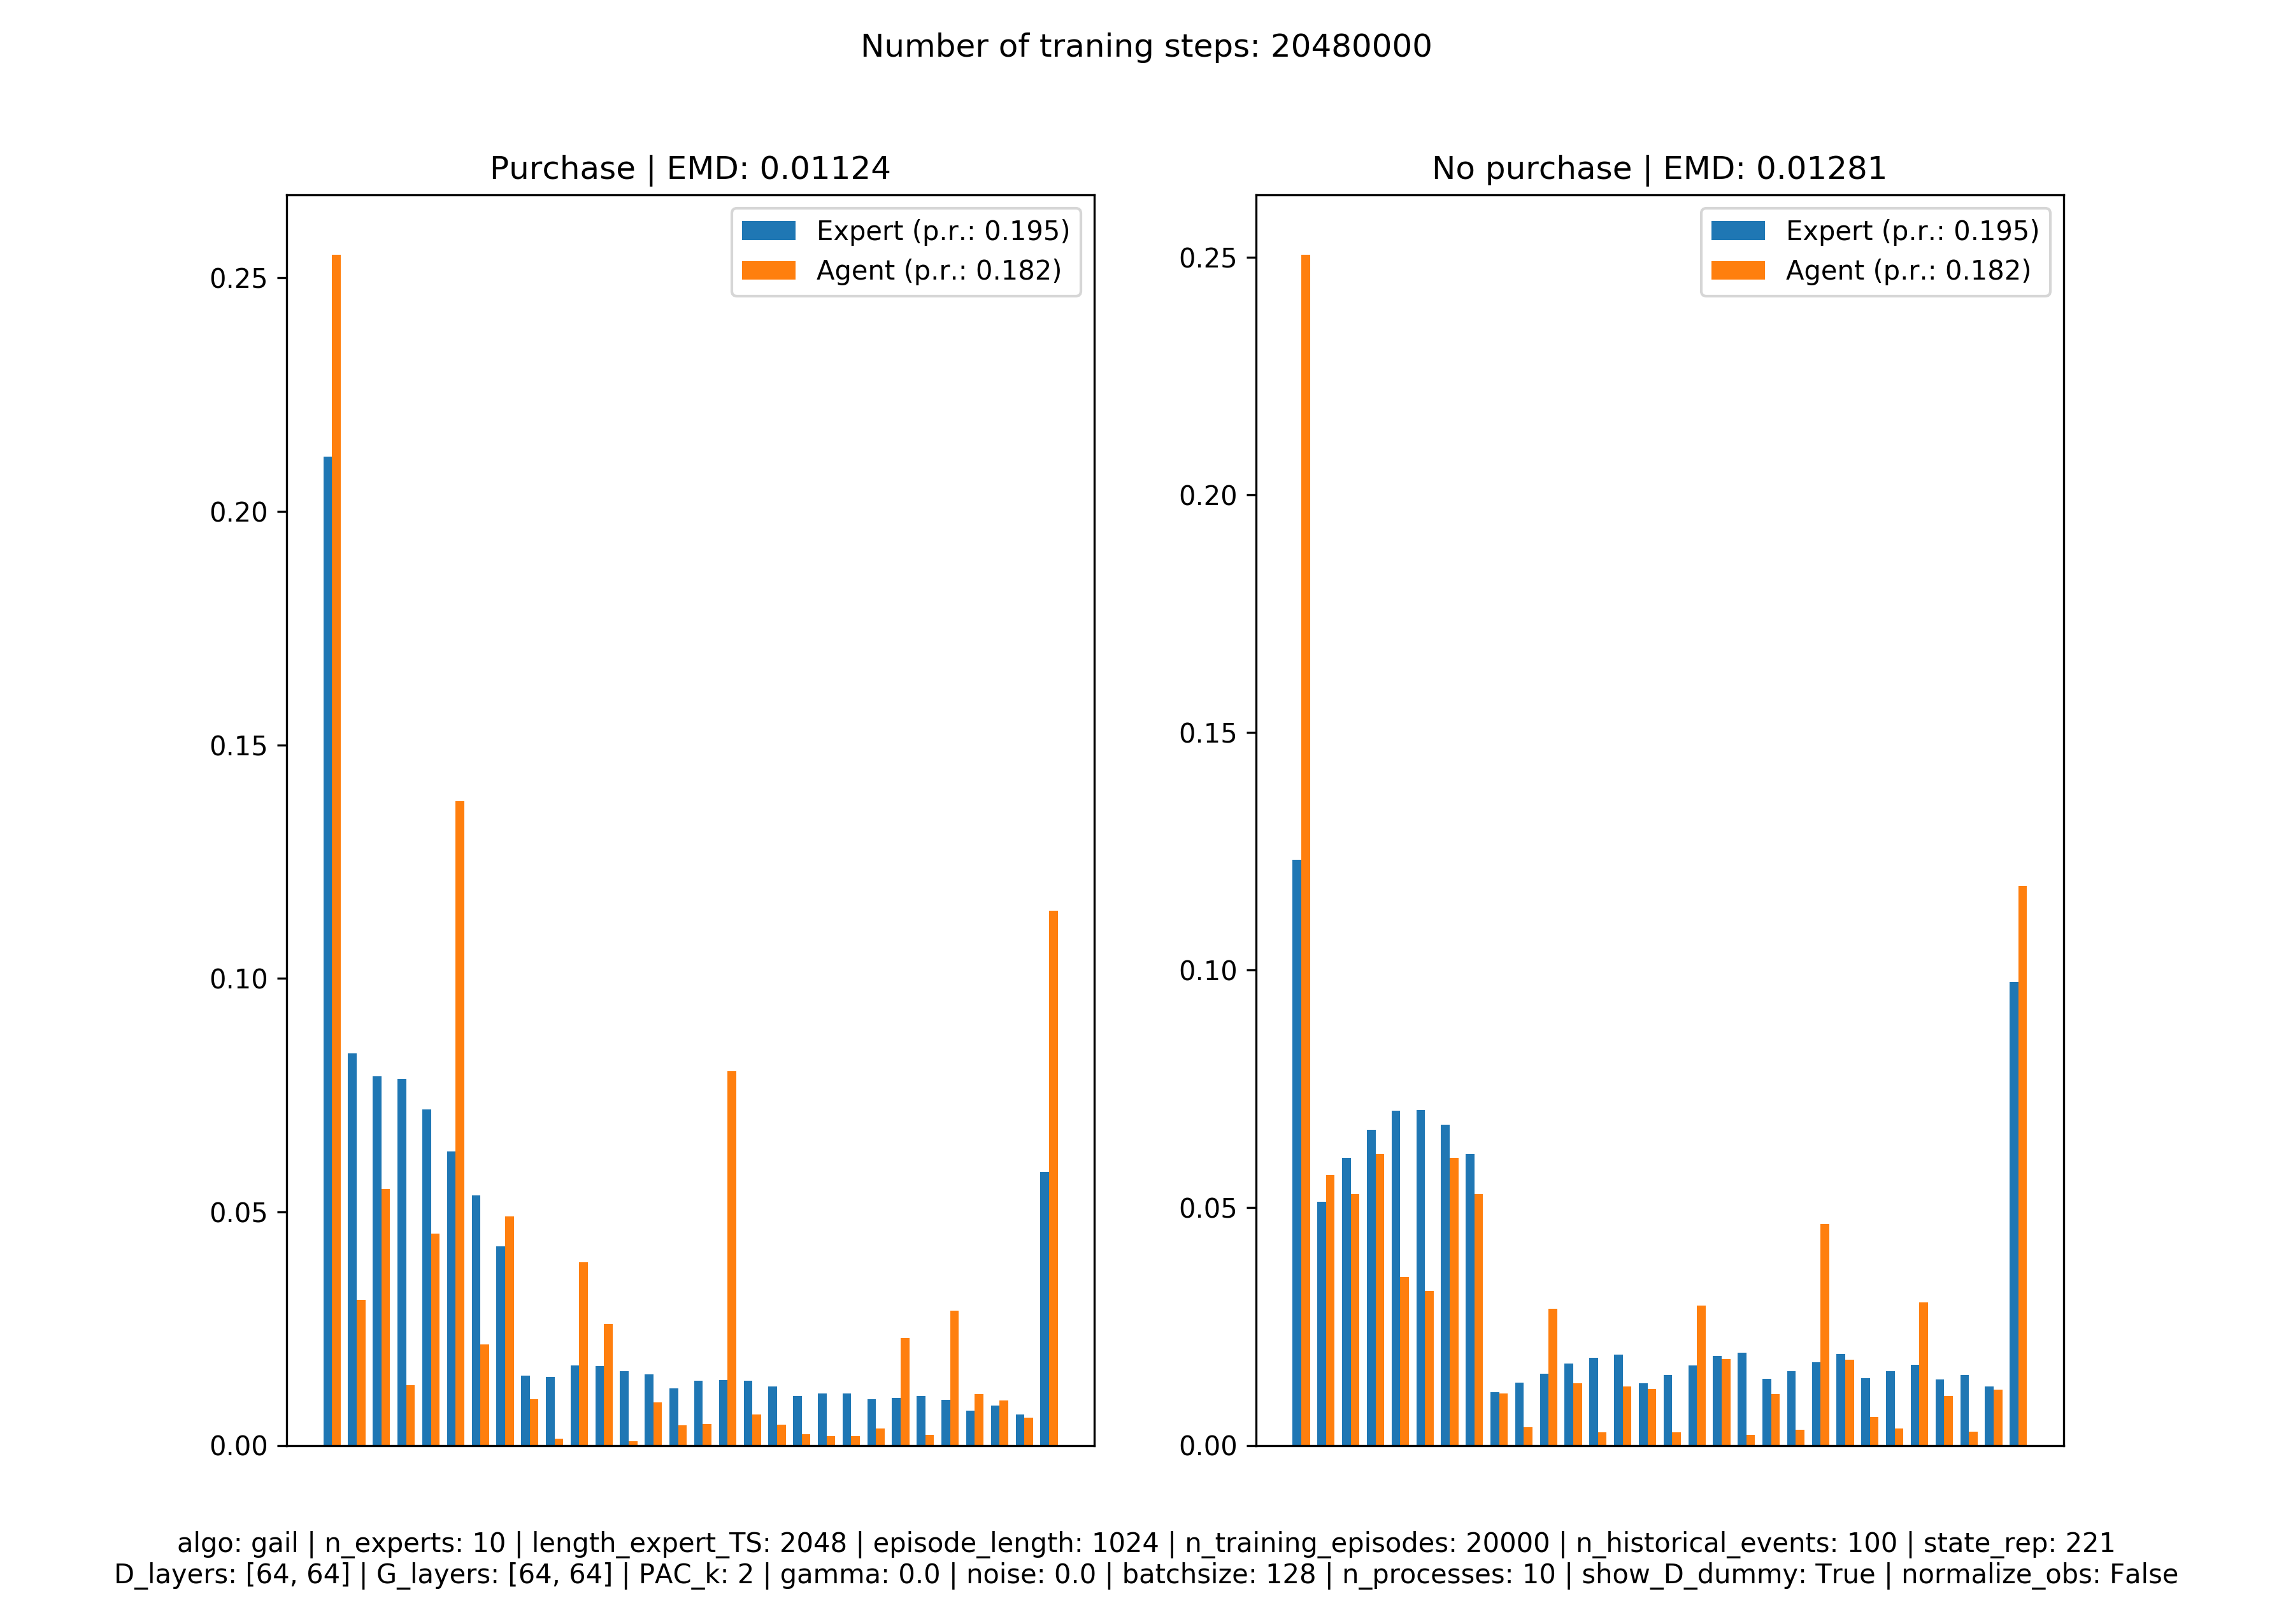 Number of traning steps: 20480000
Purchase | EMD: 0.01124
Expert (p.r.: 0.195)
Agent (p.r.: 0.182)
0.25
0.20
0.15
0.10
0.05
0.00
No purchase | EMD: 0.01281
Expert (p.r.: 0.195)
Agent (p.r.: 0.182)
0.25
0.20
0.15
0.10
0.05
0.00
algo: gail | n_experts: 10 | length_expert_TS: 2048 | episode_length: 1024 | n_training_episodes: 20000 | n_historical_events: 100 | state_rep: 221
D_layers: [64, 64] | G_layers: [64, 64] | PAC_k: 2 | gamma: 0.0 | noise: 0.0 | batchsize: 128 | n_processes: 10 | show_D_dummy: True | normalize_obs: False